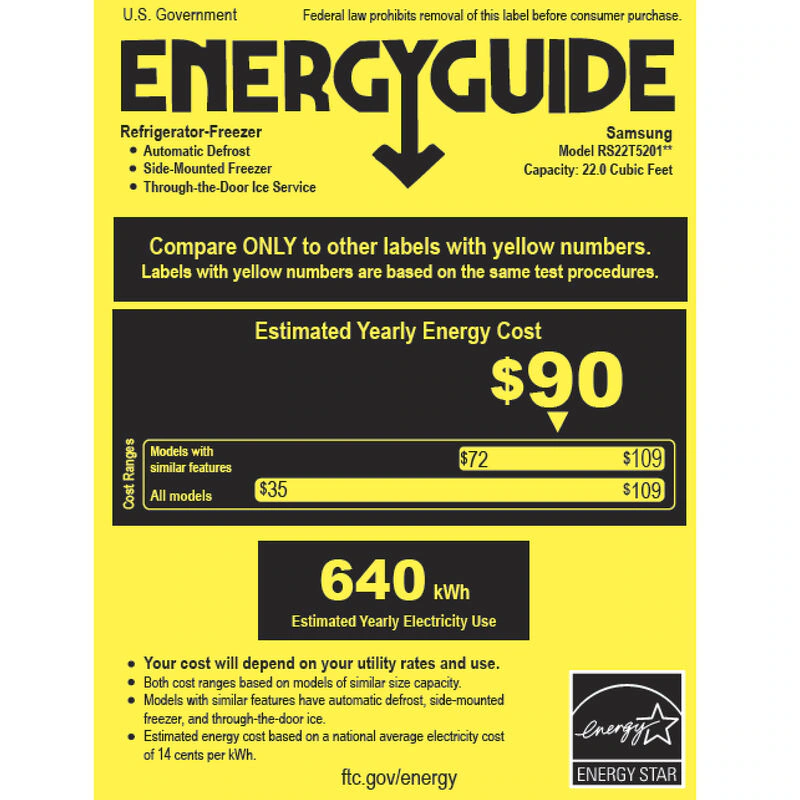 U.S. Government Federal law prohibits removal of this label before consumer purchase.
ENERGYGUIDE
Refrigerator-Freezer
• Automatic Defrost
• Side-Mounted Freezer
• Through-the-Door Ice Service
Samsung
Model RS22T5201**
Capacity: 22.0 Cubic Feet
Compare ONLY to other labels with yellow numbers.
Labels with yellow numbers are based on the same test procedures.
Estimated Yearly Energy Cost
$90
Cost Ranges
Models with
similar features
$72 $109
All models $35 $109
640 kWh
Estimated Yearly Electricity Use
• Your cost will depend on your utility rates and use.
• Both cost ranges based on models of similar size capacity.
• Models with similar features have automatic defrost, side-mounted
freezer, and through-the-door ice.
• Estimated energy cost based on a national average electricity cost
of 14 cents per kWh.
ftc.gov/energy
energy
ENERGY STAR